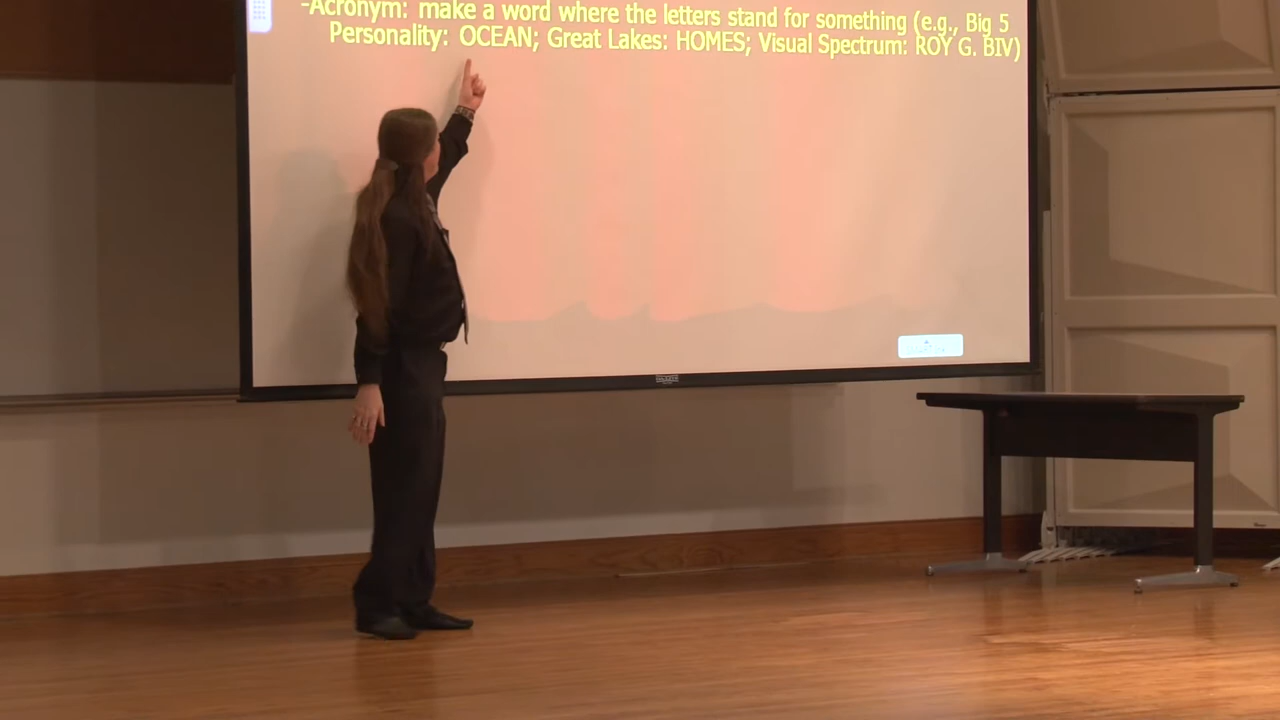 -Acronym: make a word where the letters stand for something (e.g., Big 5
Personality: OCEAN; Great Lakes: HOMES; Visual Spectrum: ROY G. BIV)